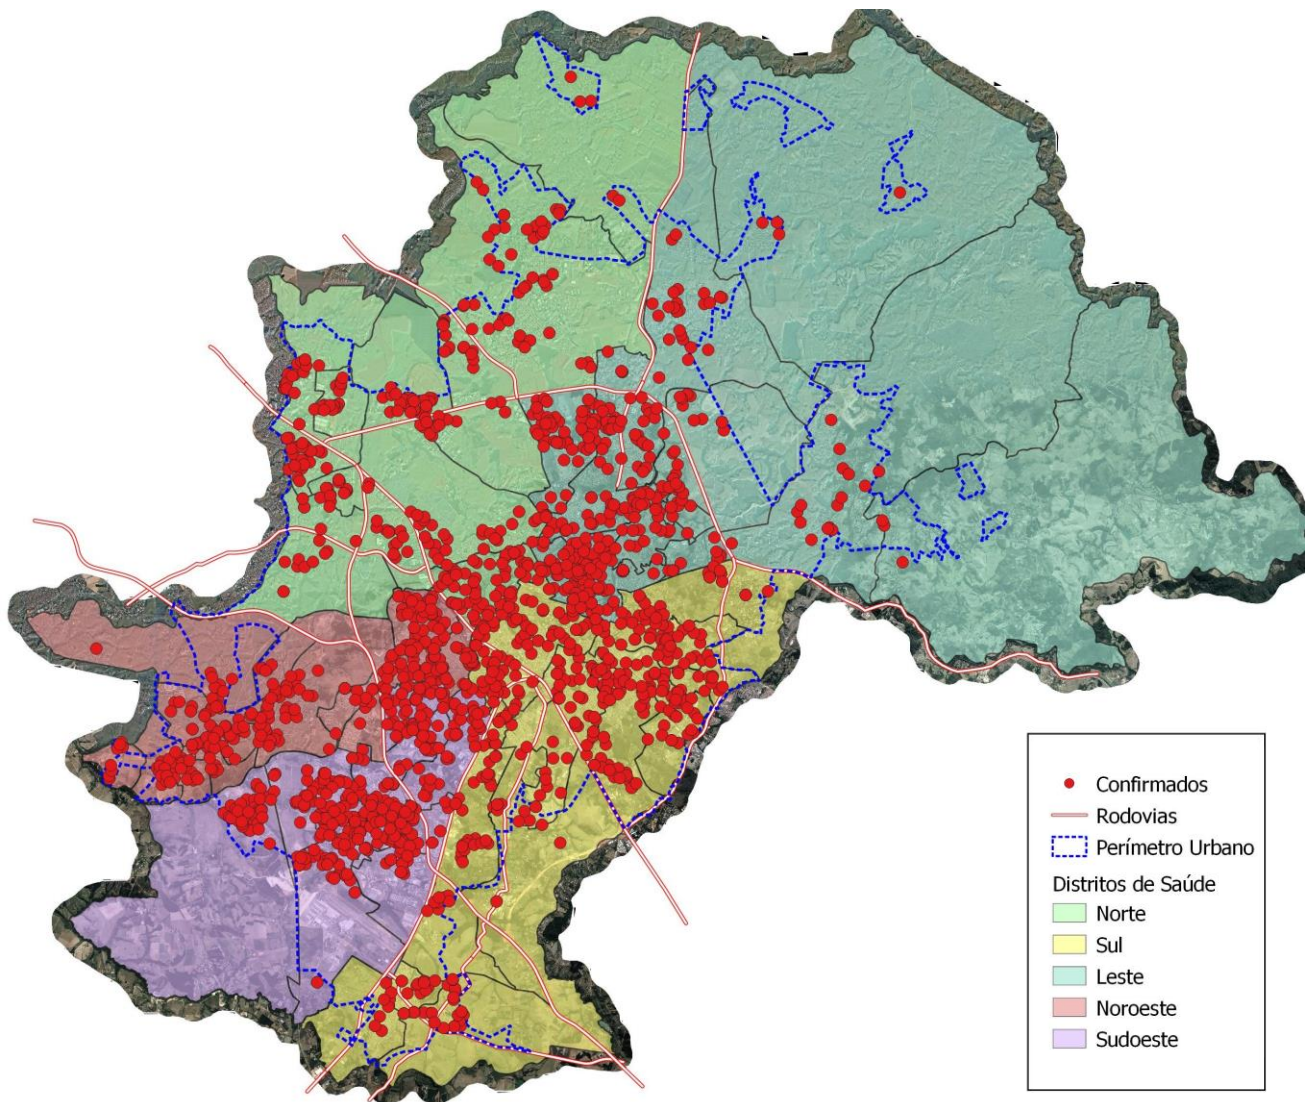 Confirmados
Rodovias
Perímetro Urbano
Distritos de Saúde
Norte
Sul
Leste
Noroeste
Sudoeste